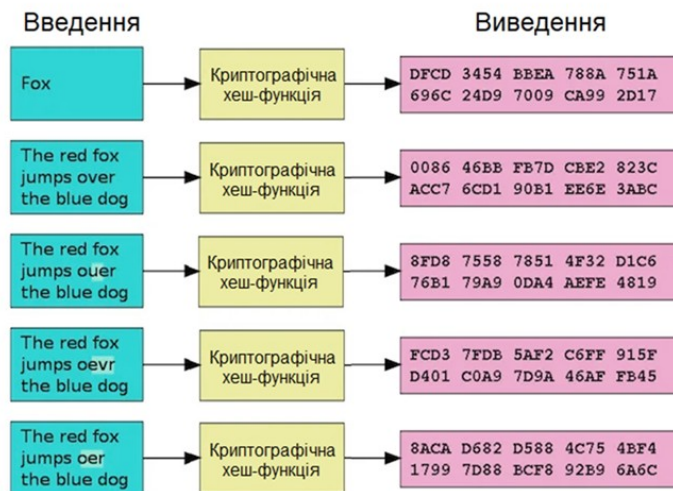 Введення
Виведення
Fox
Криптографічна
хеш-функція
DFCD 3454 BBEA 788A 751A
696C 24D9 7009 CA99 2D17
The red fox
jumps over
the blue dog
Криптографічна
хеш-функція
0086 46BB FB7D CBE2 823C
ACC7 6CD1 90B1 EE6E 3ABC
The red fox
jumps ouer
the blue dog
Криптографічна
хеш-функція
8FD8 7558 7851 4F32 D1C6
76B1 79A9 0DA4 AEFE 4819
The red fox
jumps oevr
the blue dog
Криптографічна
хеш-функція
FCD3 7FDB 5AF2 C6FF 915F
D401 C0A9 7D9A 46AF FB45
The red fox
jumps oer
the blue dog
Криптографічна
хеш-функція
8ACA D682 D588 4C75 4BF4
1799 7D88 BCF8 92B9 6A6C